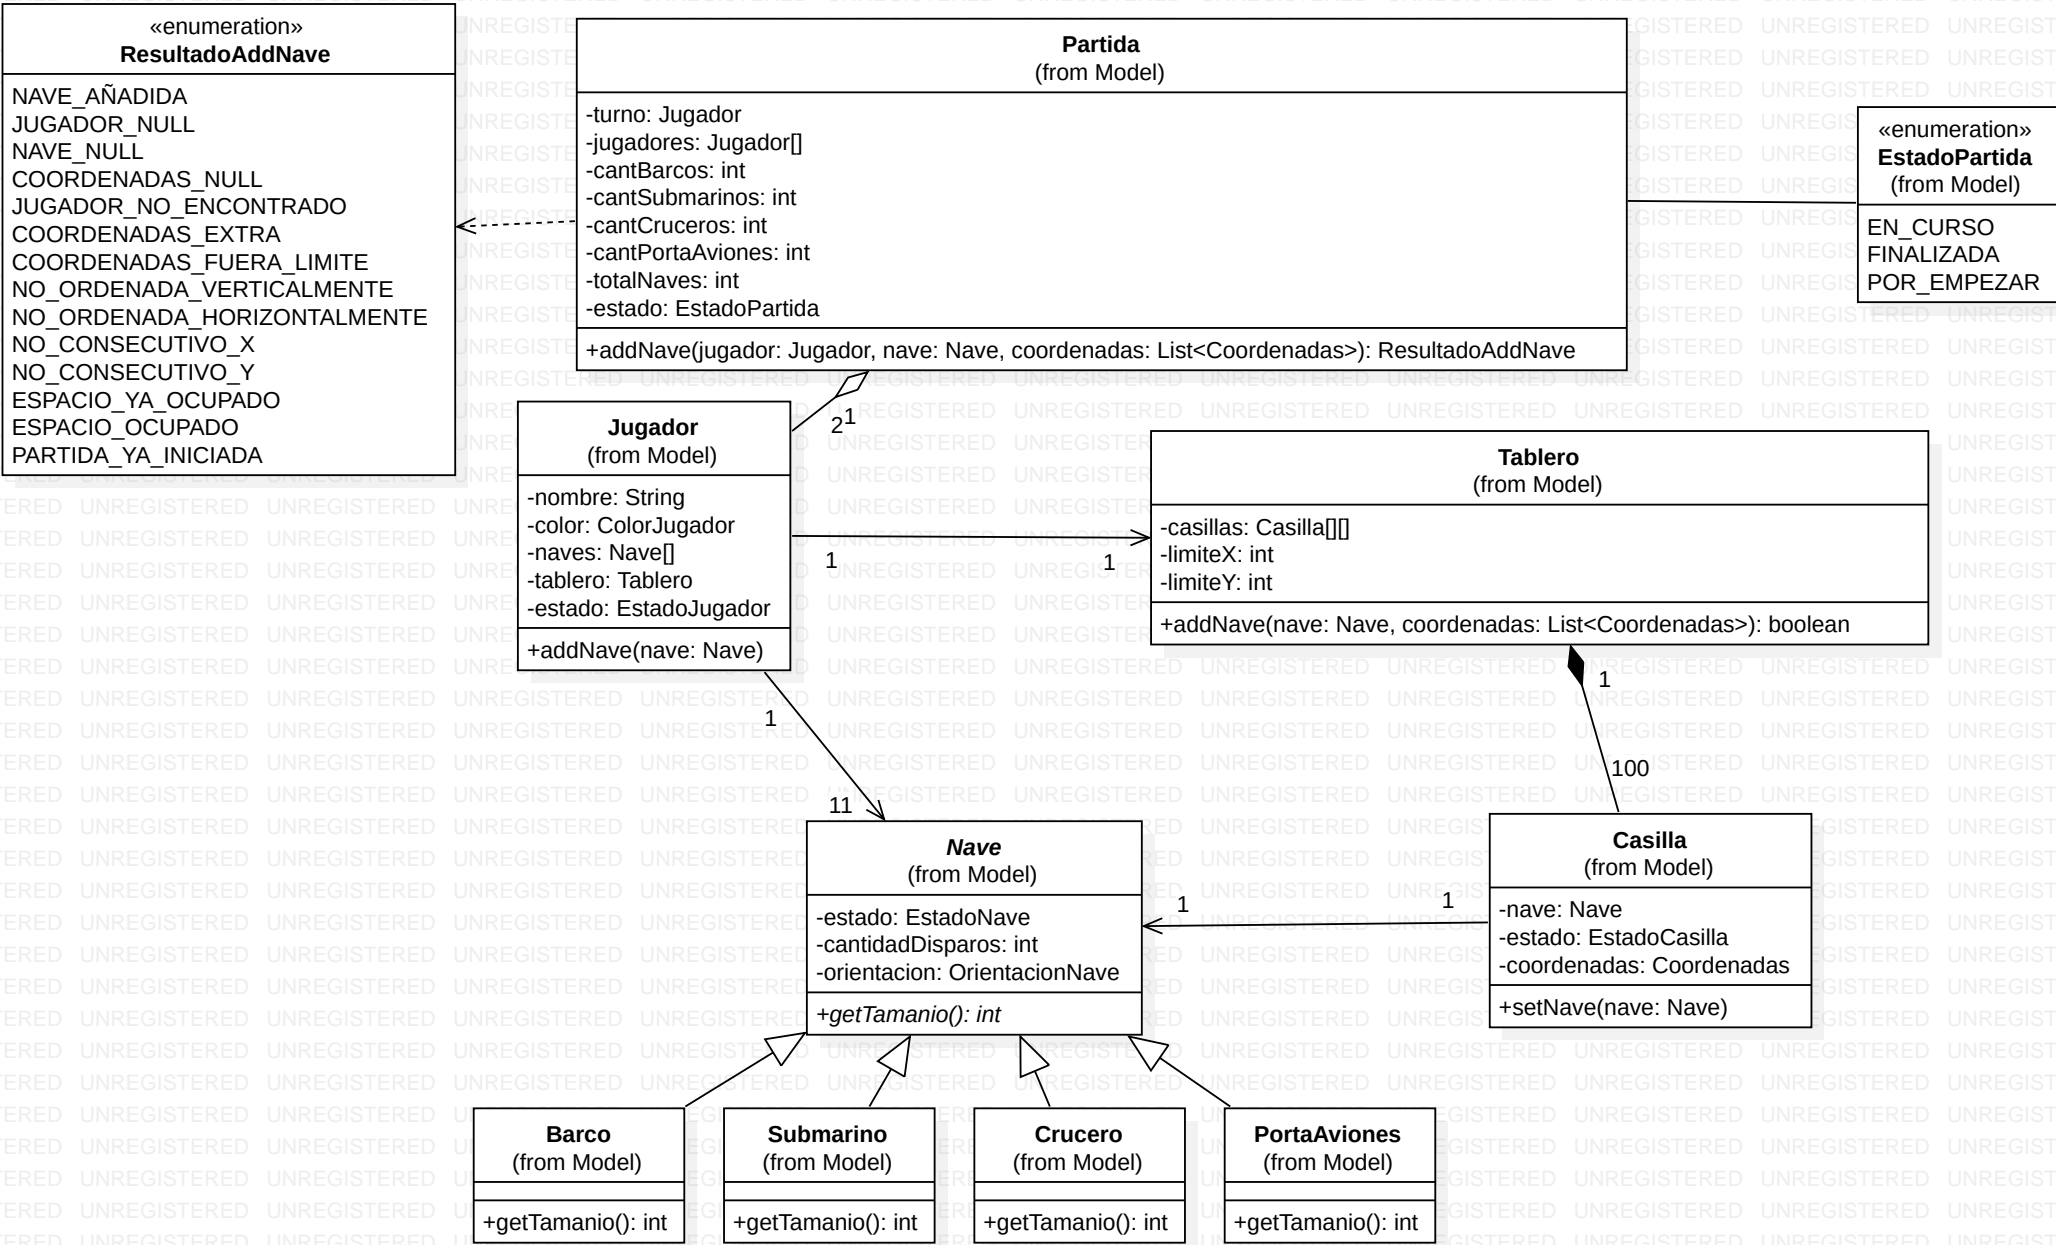 «enumeration»
ResultadoAddNave
NAVE_AÑADIDA
JUGADOR_NULL
NAVE_NULL
COORDENADAS_NULL
JUGADOR_NO_ENCONTRADO
COORDENADAS_EXTRA
COORDENADAS_FUERA_LIMITE
NO_ORDENADA_VERTICALMENTE
NO_ORDENADA_HORIZONTALMENTE
NO_CONSECUTIVO_X
NO_CONSECUTIVO_Y
ESPACIO_YA_OCUPADO
ESPACIO_OCUPADO
PARTIDA_YA_INICIADA
Partida
(from Model)
-turno: Jugador
-jugadores: Jugador[]
-cantBarcos: int
-cantSubmarinos: int
-cantCruceros: int
-cantPortaAviones: int
-totalNaves: int
-estado: EstadoPartida
+addNave(jugador: Jugador, nave: Nave, coordenadas: List<Coordenadas>): ResultadoAddNave
«enumeration»
EstadoPartida
(from Model)
EN_CURSO
FINALIZADA
POR_EMPEZAR
2
1
Jugador
(from Model)
-nombre: String
-color: ColorJugador
-naves: Nave[]
-tablero: Tablero
-estado: EstadoJugador
+addNave(nave: Nave)
1
1
Tablero
(from Model)
-casillas: Casilla[][]
-limiteX: int
-limiteY: int
+addNave(nave: Nave, coordenadas: List<Coordenadas>): boolean
1
100
1
11
Nave
(from Model)
-estado: EstadoNave
-cantidadDisparos: int
-orientacion: OrientacionNave
+getTamanio(): int
1
1
Casilla
(from Model)
-nave: Nave
-estado: EstadoCasilla
-coordenadas: Coordenadas
+setNave(nave: Nave)
Barco
(from Model)
+getTamanio(): int
Submarino
(from Model)
+getTamanio(): int
Crucero
(from Model)
+getTamanio(): int
PortaAviones
(from Model)
+getTamanio(): int
UNREGISTERED